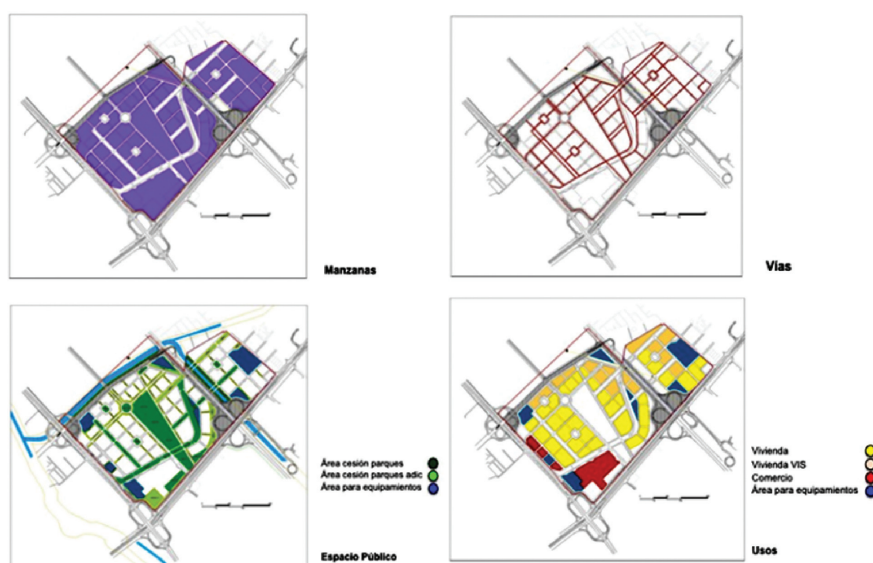 Manzanas
Vías
Área cesión parques
Área cesión parques adic
Área para equipamientos
Espacio Público
Vivienda
Vivienda VIS
Comercio
Área para equipamientos
Usos